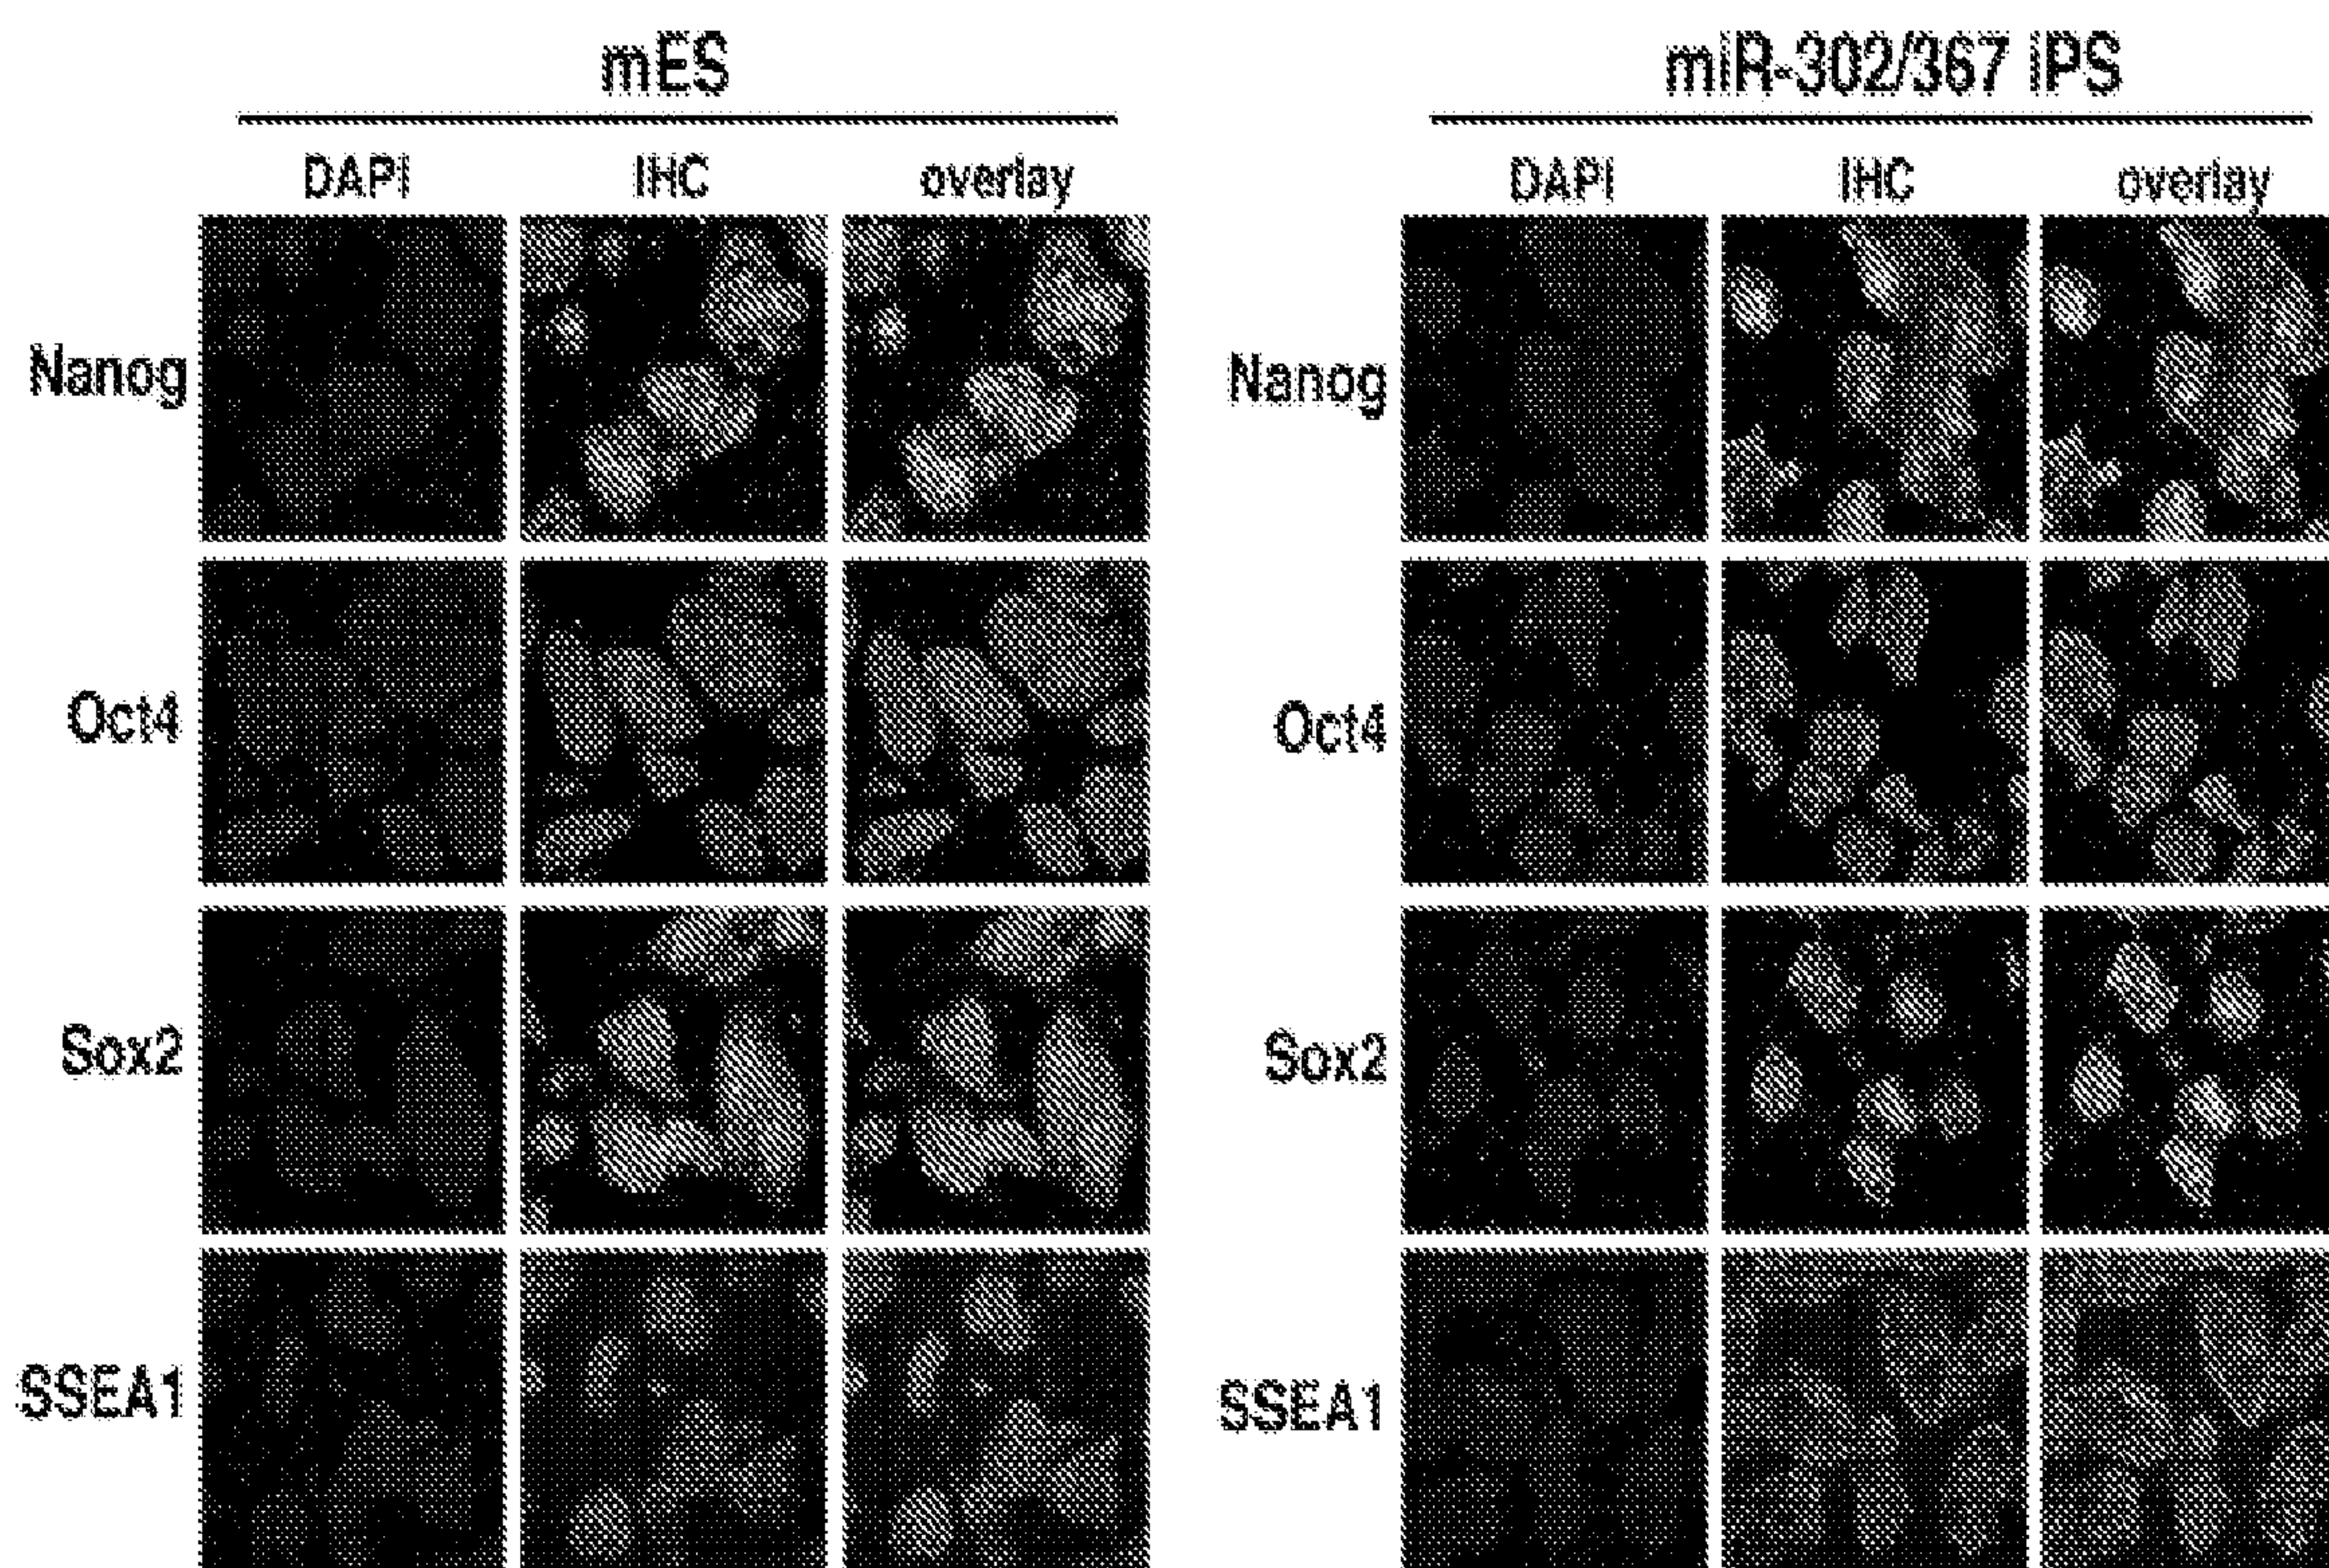 mES
miR-302/367 iPS
DAPI IHC overlay
DAPI IHC overlay
Nanog
Nanog
Oct4
Oct4
Sox2
Sox2
SSEA1
SSEA1